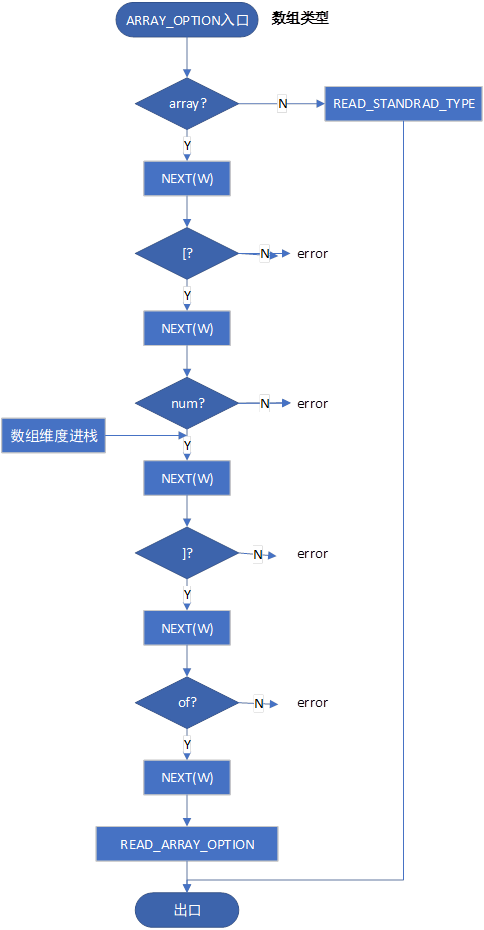 ARRAY_OPTION入口
数组类型
array?
N
READ_STANDRAD_TYPE
Y
NEXT(W)
[?
N
error
Y
NEXT(W)
num?
N
error
数组维度进栈
Y
NEXT(W)
]?
N
error
Y
NEXT(W)
of?
N
error
Y
NEXT(W)
READ_ARRAY_OPTION
出口